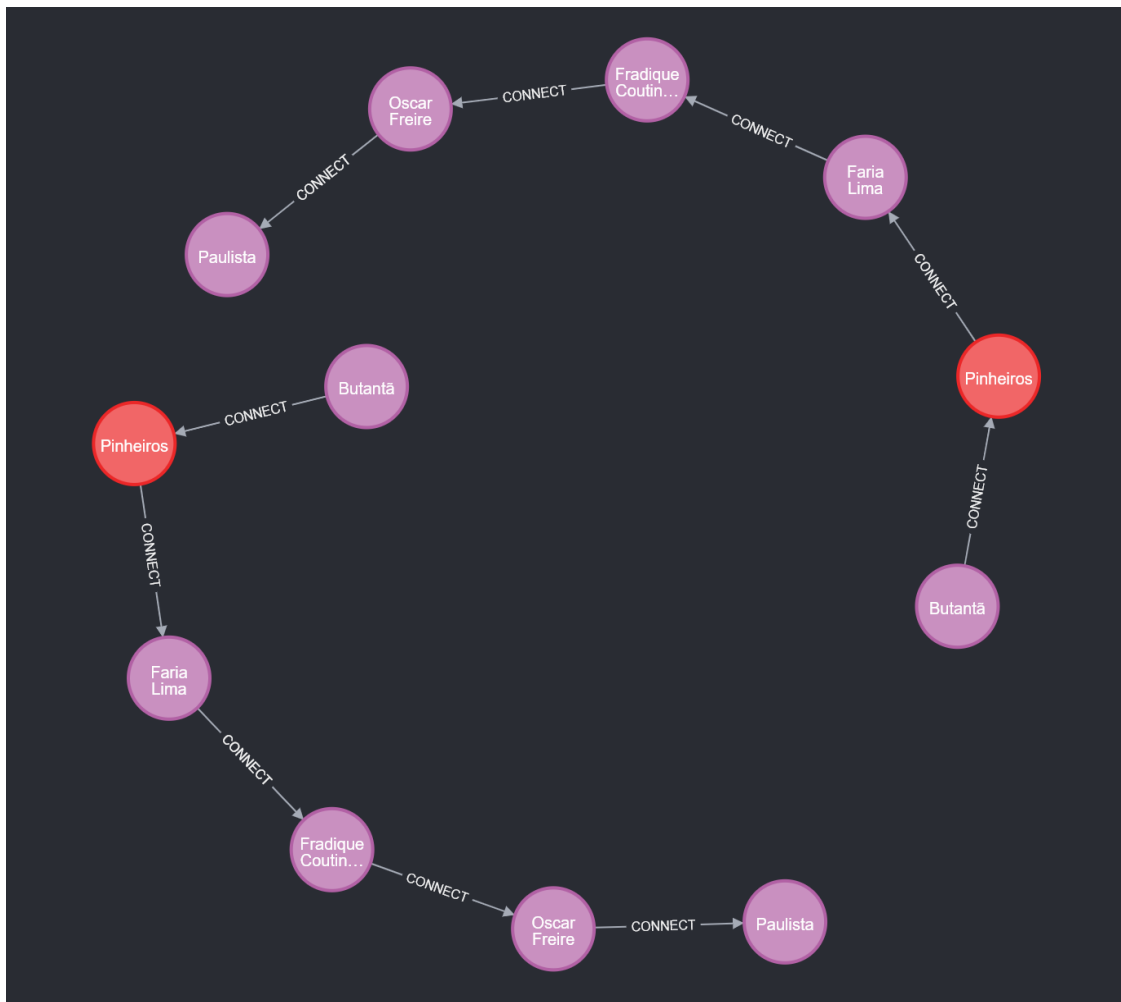 Fradique
Coutin…
CONNECT
Oscar
Freire
CONNECT
Faria
Lima
CONNECT
Paulista
CONNECT
Pinheiros
Butantã
CONNECT
Pinheiros
CONNECT
CONNECT
Butantã
Faria
Lima
CONNECT
Fradique
Coutin…
CONNECT
Oscar
Freire
CONNECT
Paulista